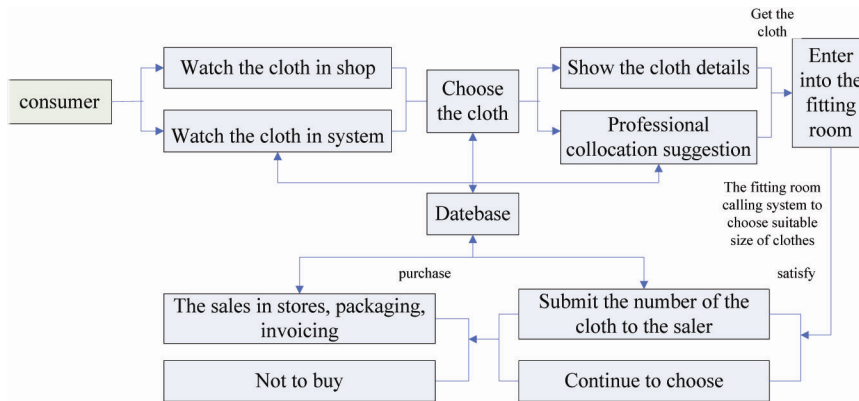 Get the
cloth
Watch the cloth in shop
Show the cloth details
Enter
into the
fitting
room
consumer
Choose
the cloth
Watch the cloth in system
Professional
collocation suggestion
The fitting room
calling system to
choose suitable
size of clothes
Datebase
purchase
satisfy
The sales in stores, packaging,
invoicing
Submit the number of the
cloth to the saler
Not to buy
Continue to choose